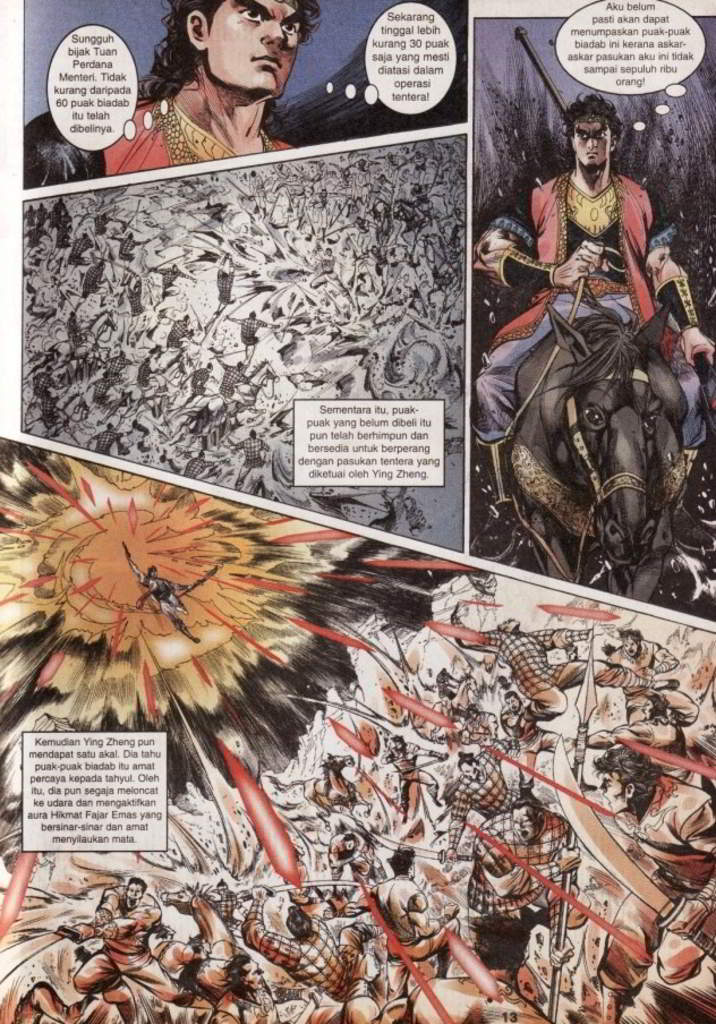 Sungguh
bijak Tuan
Perdana
Menteri. Tidak
kurang daripada
60 puak biadab
itu telah
dibelinya.
Sekarang
tinggal lebih
kurang 30 puak
saja yang mesti
diatasi dalam
operasi
tentera!
Aku belum
pasti akan dapat
menumpaskan puak-puak
biadab ini kerana askar-
askar pasukan aku ini tidak
sampai sepuluh ribu
orang!
Sementara itu, puak-
puak yang belum dibeli itu
pun telah berhimpun dan
bersedia untuk berperang
dengan pasukan tentera yang
diketuai oleh Ying Zheng.
Kemudian Ying Zheng pun
mendapat satu akal. Dia tahu
puak-puak biadab itu amat
percaya kepada tahyul. Oleh
itu, dia pun segaja meloncat
ke udara dan mengaktifkan
aura Hikmat Fajar Emas yang
bersinar-sinar dan amat
menyilaukan mata.
13